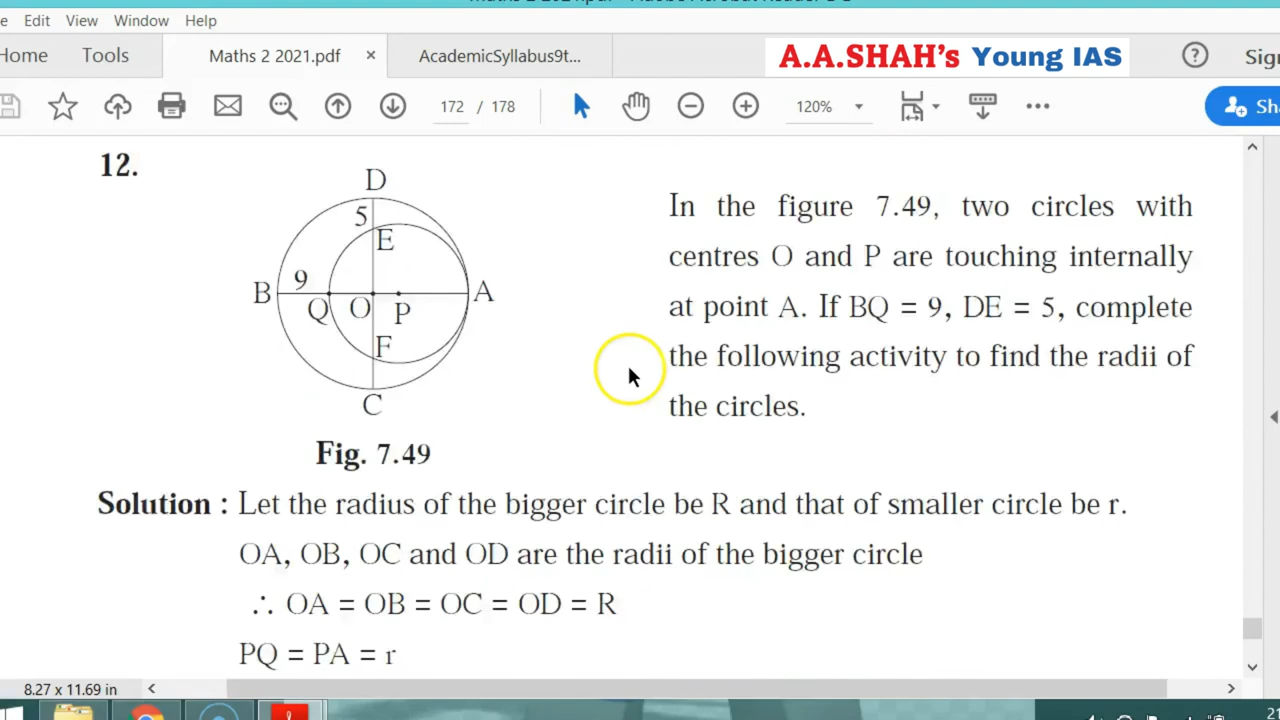 Edit View Window Help
Home Tools Maths 2 2021.pdf × AcademicSyllabus9t...
A.A.SHAH's Young IAS
172 / 178
120%
12.
D
5
E
B 9 Q O P A
F
C
Fig. 7.49
In the figure 7.49, two circles with
centres O and P are touching internally
at point A. If BQ = 9, DE = 5, complete
the following activity to find the radii of
the circles.
Solution : Let the radius of the bigger circle be R and that of smaller circle be r.
OA, OB, OC and OD are the radii of the bigger circle
∴ OA = OB = OC = OD = R
PQ = PA = r
8.27 x 11.69 in